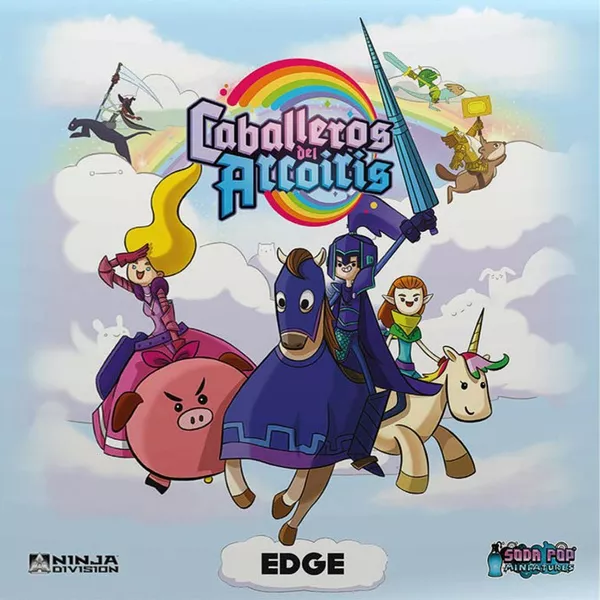 Caballeros
del
Arcoiris
EDGE
NINJA
DIVISION
SODA POP
MINIATURES